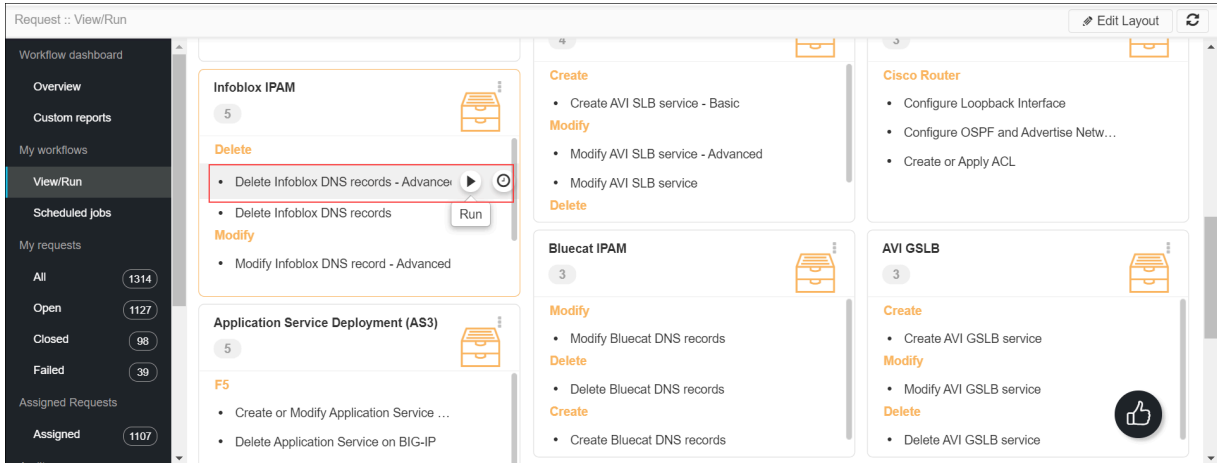 Request :: View/Run
Edit Layout
Workflow dashboard
Overview
Custom reports
My workflows
View/Run
Scheduled jobs
My requests
All 1314
Open 1127
Closed 98
Failed 39
Assigned Requests
Assigned 1107
Infoblox IPAM
5
Delete
• Delete Infoblox DNS records - Advance
Run
• Delete Infoblox DNS records
Modify
• Modify Infoblox DNS record - Advanced
Application Service Deployment (AS3)
5
F5
• Create or Modify Application Service …
• Delete Application Service on BIG-IP
4
Create
• Create AVI SLB service - Basic
Modify
• Modify AVI SLB service - Advanced
• Modify AVI SLB service
Delete
Bluecat IPAM
3
Modify
• Modify Bluecat DNS records
Delete
• Delete Bluecat DNS records
Create
• Create Bluecat DNS records
3
Cisco Router
• Configure Loopback Interface
• Configure OSPF and Advertise Netw…
• Create or Apply ACL
AVI GSLB
3
Create
• Create AVI GSLB service
Modify
• Modify AVI GSLB service
Delete
• Delete AVI GSLB service